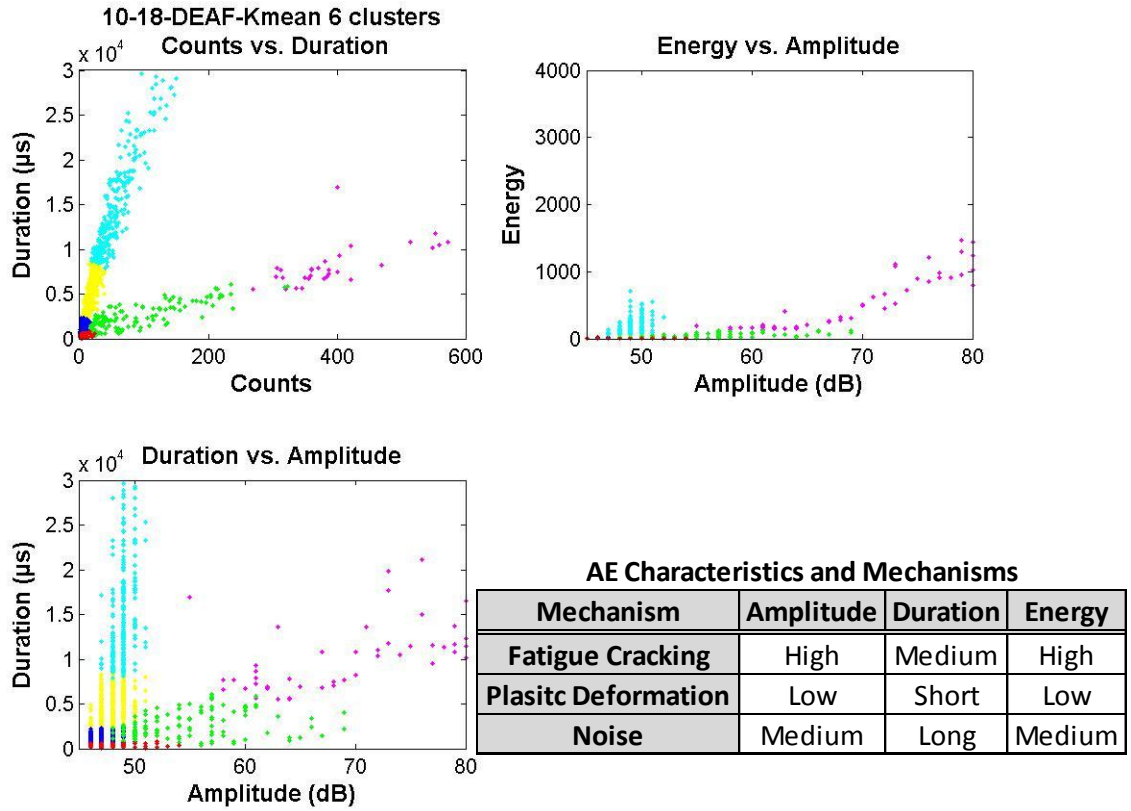 10-18-DEAF-Kmean 6 clusters
Counts vs. Duration
x 10⁴
3
2.5
2
1.5
1
0.5
0
Duration (µs)
0 200 400 600
Counts
Energy vs. Amplitude
4000
3000
2000
1000
0
Energy
50 60 70 80
Amplitude (dB)
Duration vs. Amplitude
x 10⁴
3
2.5
2
1.5
1
0.5
0
Duration (µs)
50 60 70 80
Amplitude (dB)
AE Characteristics and Mechanisms
Mechanism Amplitude Duration Energy
Fatigue Cracking High Medium High
Plasitc Deformation Low Short Low
Noise Medium Long Medium